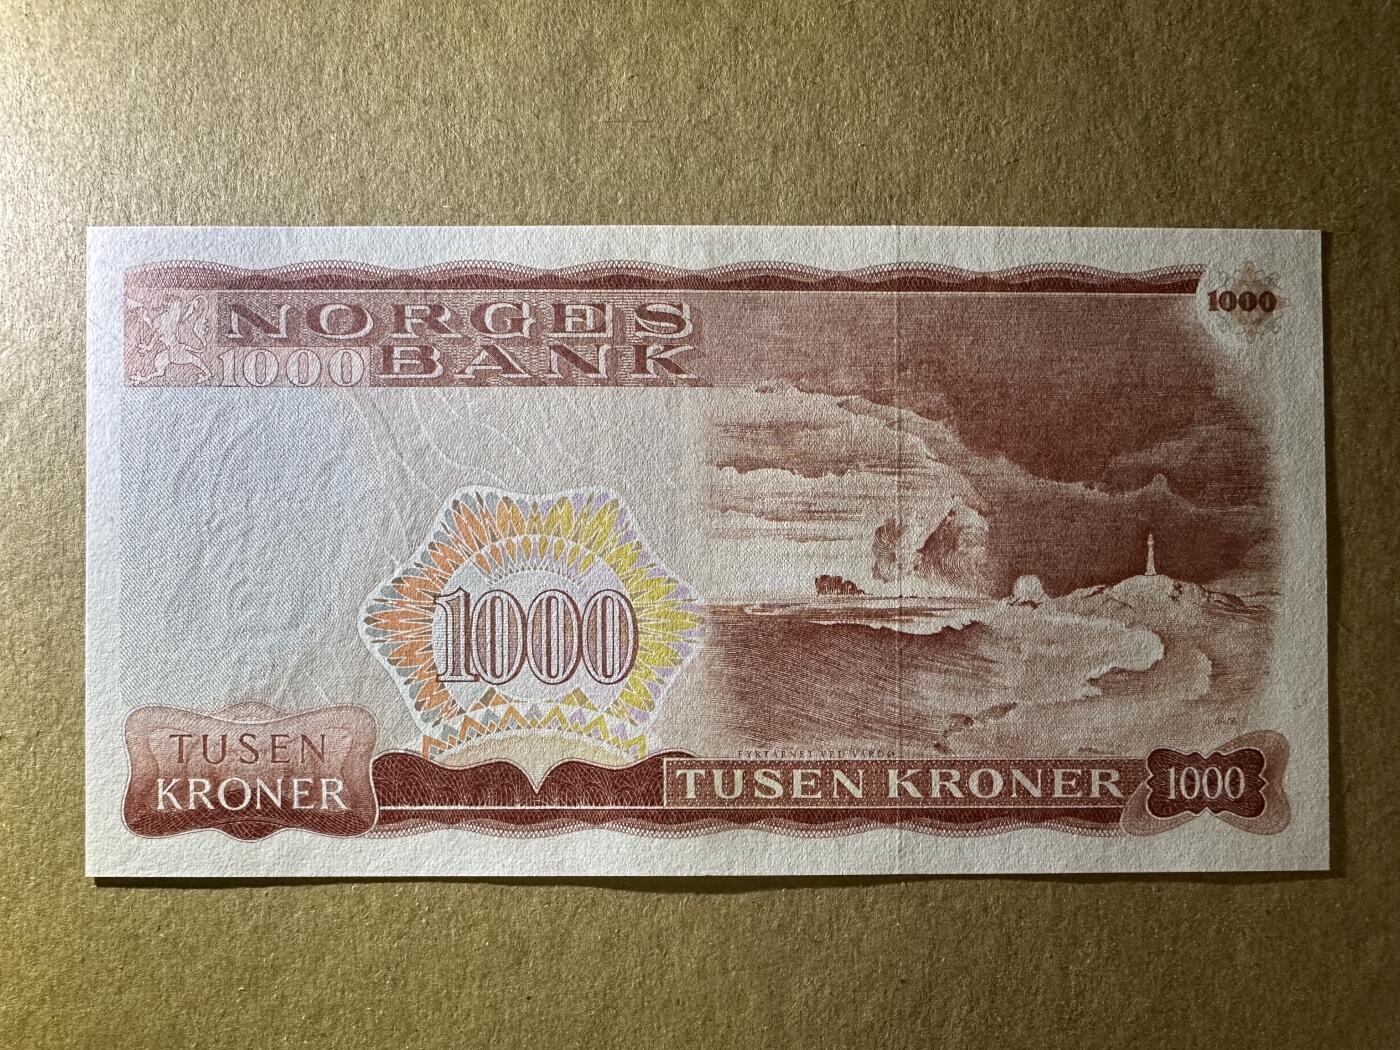 NORGES
1000 BANK
1000
1000
FYRTÅRNET VED VARDØ
TUSEN
KRONER
TUSEN KRONER
1000